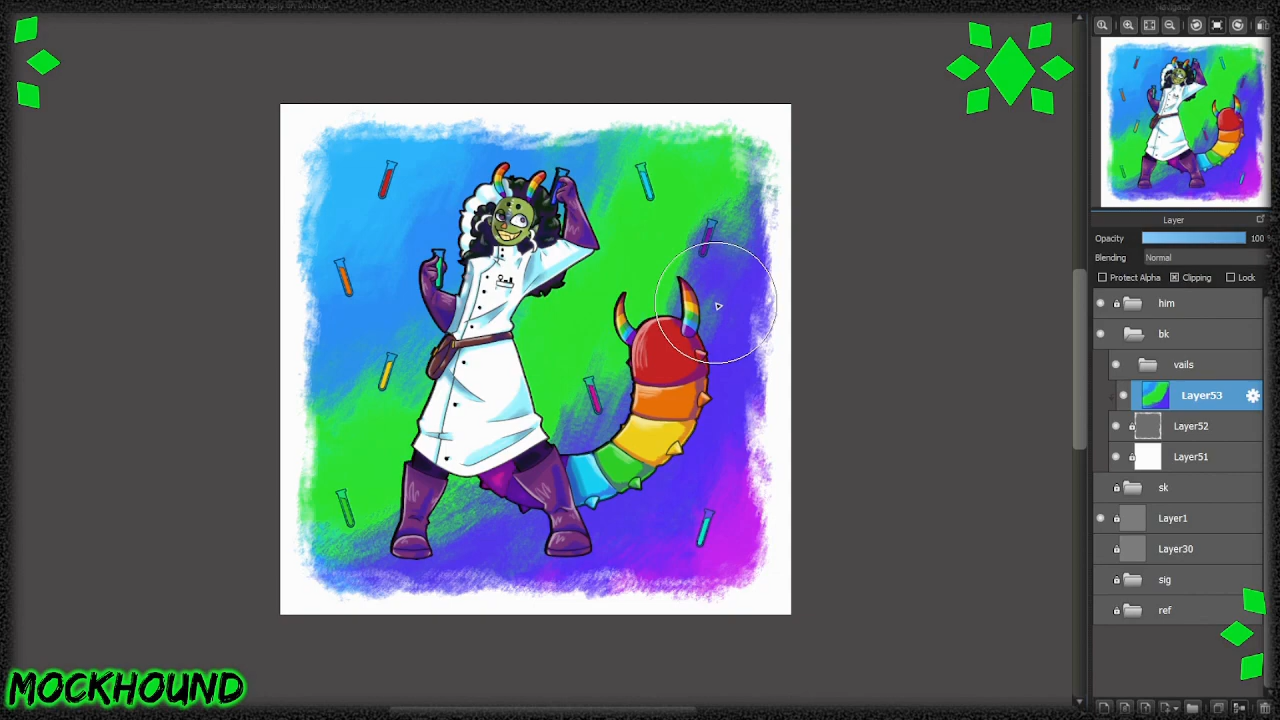 Layer
Opacity 100
Blending Normal
Protect Alpha Clipping Lock
him
bk
vails
Layer53
Layer52
Layer51
sk
Layer1
Layer30
sig
ref
MOCKHOUND